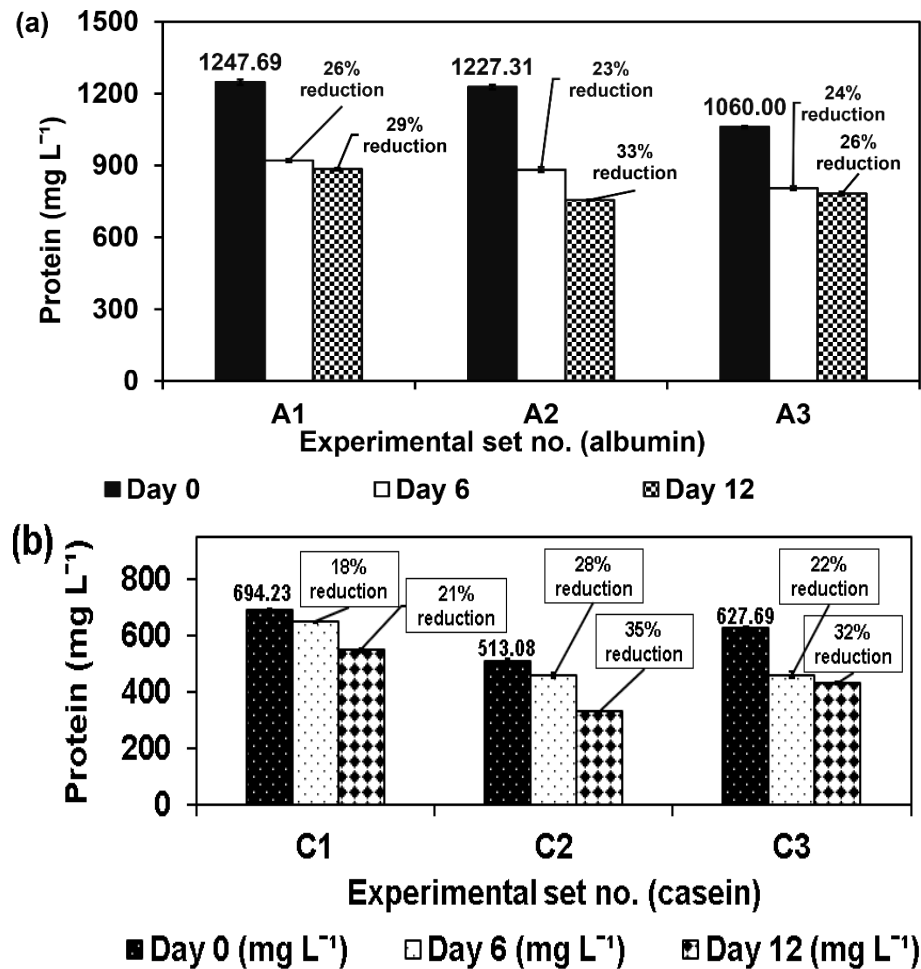 (a)
Protein (mg L⁻¹)
1500
1200
900
600
300
0
1247.69
26%
reduction
29%
reduction
1227.31
23%
reduction
33%
reduction
1060.00
24%
reduction
26%
reduction
A1
A2
A3
Experimental set no. (albumin)
Day 0
Day 6
Day 12
(b)
Protein (mg L⁻¹)
800
600
400
200
0
694.23
18%
reduction
21%
reduction
513.08
28%
reduction
35%
reduction
627.69
22%
reduction
32%
reduction
C1
C2
C3
Experimental set no. (casein)
Day 0 (mg L⁻¹)
Day 6 (mg L⁻¹)
Day 12 (mg L⁻¹)